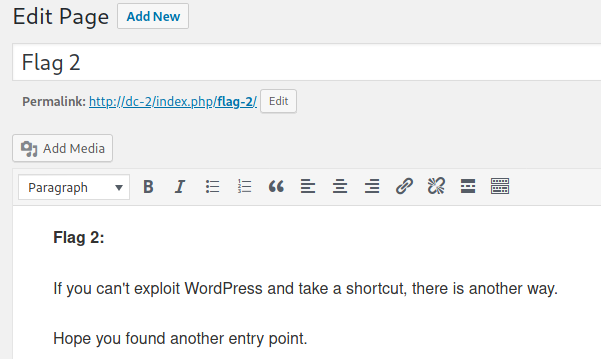 Edit Page Add New
Flag 2
Permalink: http://dc-2/index.php/flag-2/ Edit
Add Media
Paragraph B I
Flag 2:
If you can't exploit WordPress and take a shortcut, there is another way.
Hope you found another entry point.